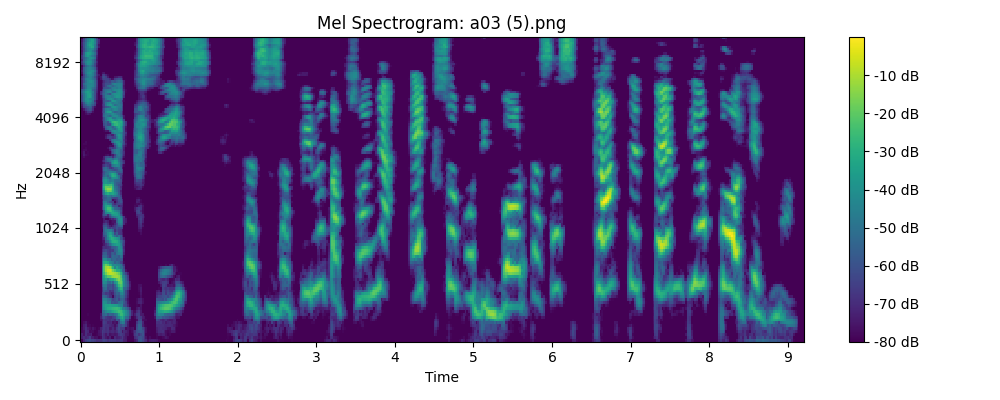 Mel Spectrogram: a03 (5).png
Hz
8192
4096
2048
1024
512
0
0 1 2 3 4 5 6 7 8 9
Time
-10 dB
-20 dB
-30 dB
-40 dB
-50 dB
-60 dB
-70 dB
-80 dB